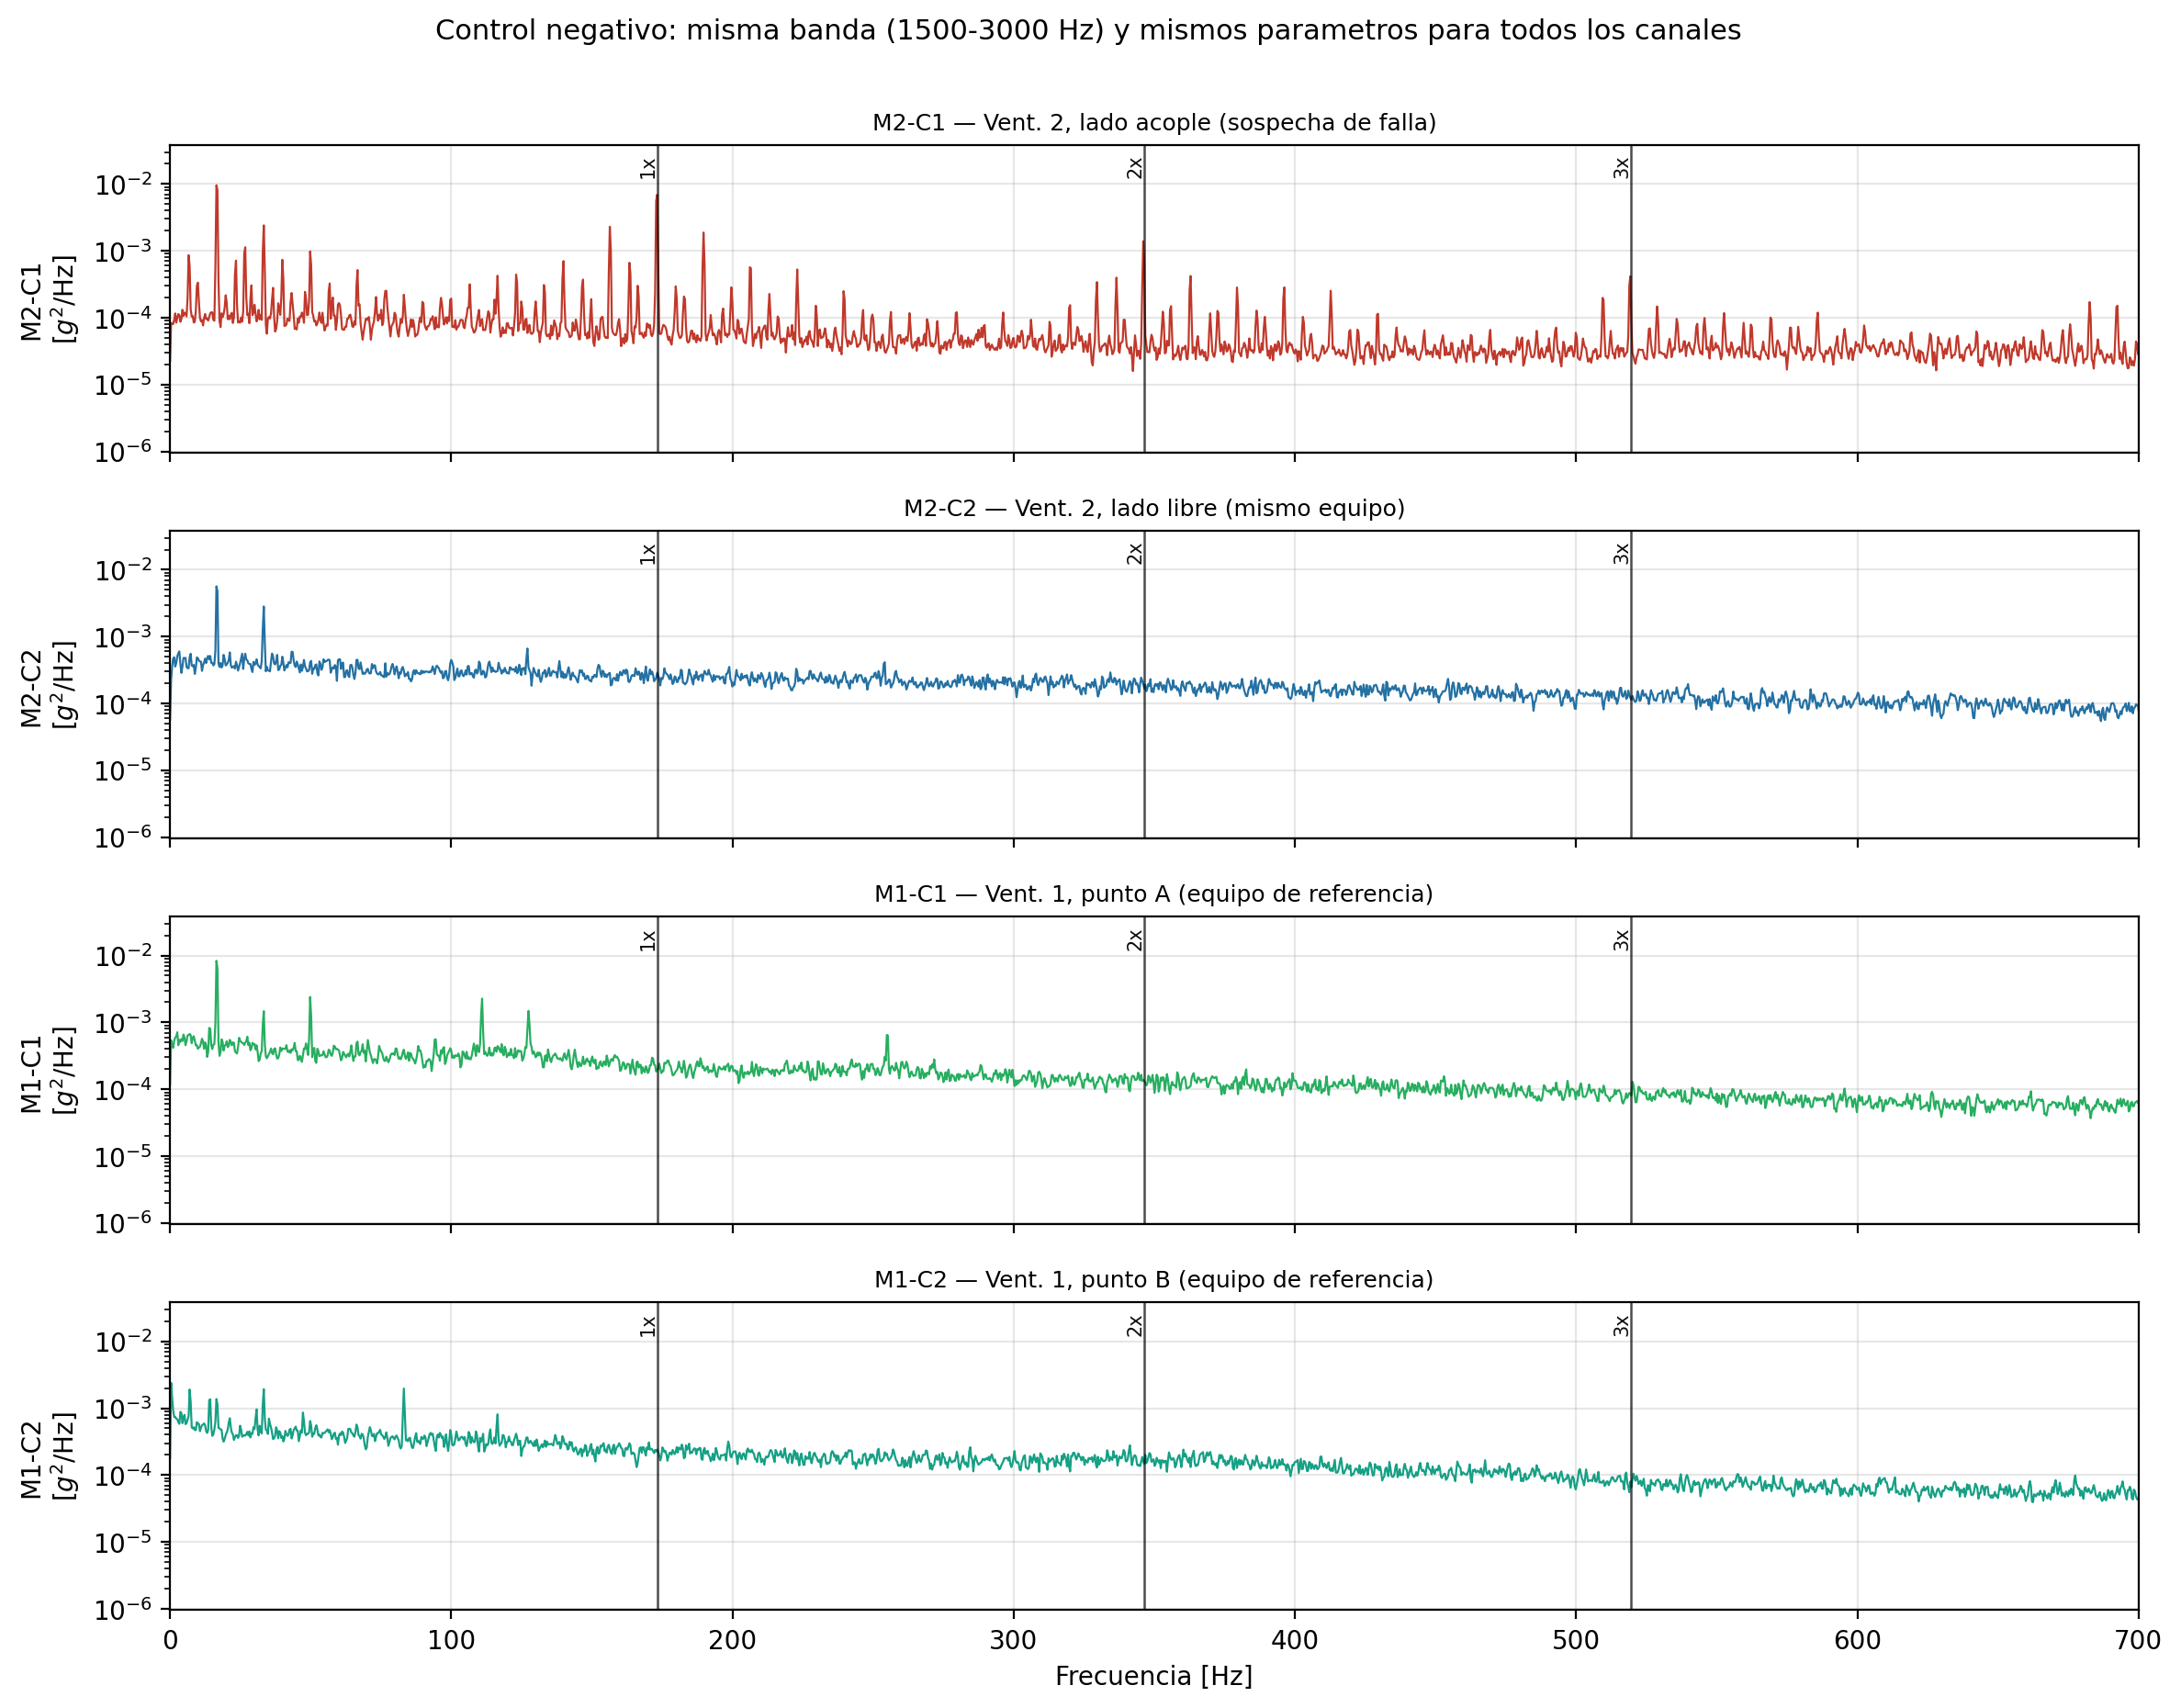 Control negativo: misma banda (1500-3000 Hz) y mismos parametros para todos los canales
M2-C1 — Vent. 2, lado acople (sospecha de falla)
M2-C1
[g²/Hz]
10⁻²
10⁻³
10⁻⁴
10⁻⁵
10⁻⁶
1x
2x
3x
M2-C2 — Vent. 2, lado libre (mismo equipo)
M2-C2
[g²/Hz]
10⁻²
10⁻³
10⁻⁴
10⁻⁵
10⁻⁶
1x
2x
3x
M1-C1 — Vent. 1, punto A (equipo de referencia)
M1-C1
[g²/Hz]
10⁻²
10⁻³
10⁻⁴
10⁻⁵
10⁻⁶
1x
2x
3x
M1-C2 — Vent. 1, punto B (equipo de referencia)
M1-C2
[g²/Hz]
10⁻²
10⁻³
10⁻⁴
10⁻⁵
10⁻⁶
1x
2x
3x
0 100 200 300 400 500 600 700
Frecuencia [Hz]